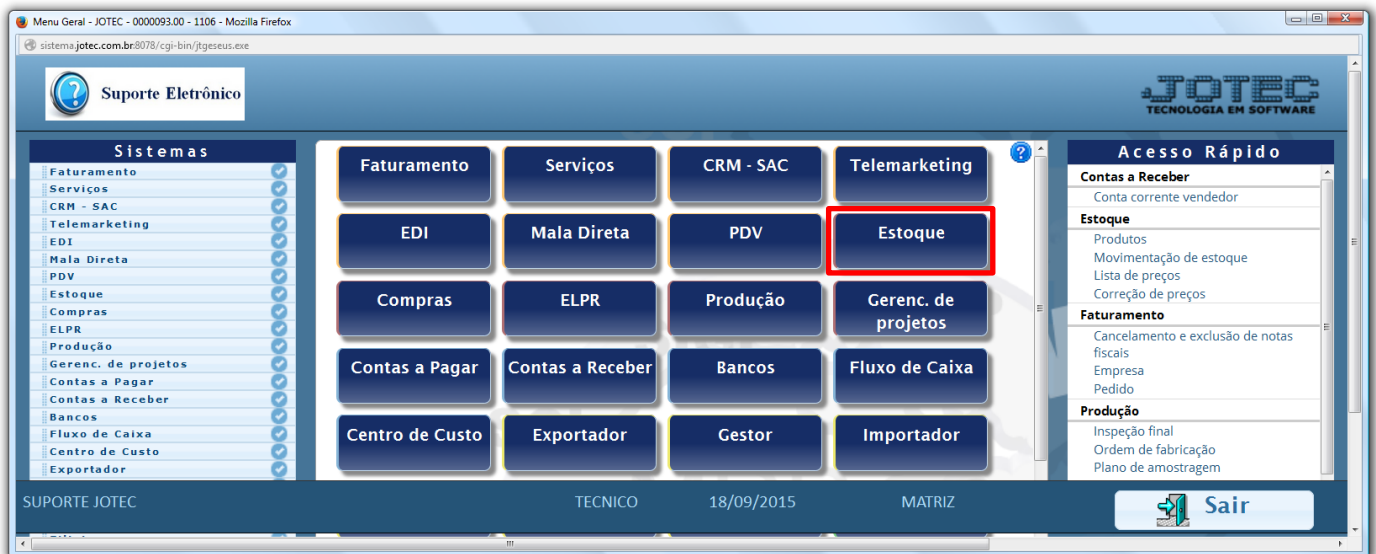 Menu Geral - JOTEC - 0000093.00 - 1106 - Mozilla Firefox
sistema.jotec.com.br:8078/cgi-bin/jtgeseus.exe
Suporte Eletrônico
JOTEC
TECNOLOGIA EM SOFTWARE
Sistemas
Faturamento
Serviços
CRM - SAC
Telemarketing
EDI
Mala Direta
PDV
Estoque
Compras
ELPR
Produção
Gerenc. de projetos
Contas a Pagar
Contas a Receber
Bancos
Fluxo de Caixa
Centro de Custo
Exportador
Faturamento
Serviços
CRM - SAC
Telemarketing
EDI
Mala Direta
PDV
Estoque
Compras
ELPR
Produção
Gerenc. de
projetos
Contas a Pagar
Contas a Receber
Bancos
Fluxo de Caixa
Centro de Custo
Exportador
Gestor
Importador
Acesso Rápido
Contas a Receber
Conta corrente vendedor
Estoque
Produtos
Movimentação de estoque
Lista de preços
Correção de preços
Faturamento
Cancelamento e exclusão de notas
fiscais
Empresa
Pedido
Produção
Inspeção final
Ordem de fabricação
Plano de amostragem
SUPORTE JOTEC
TECNICO
18/09/2015
MATRIZ
Sair